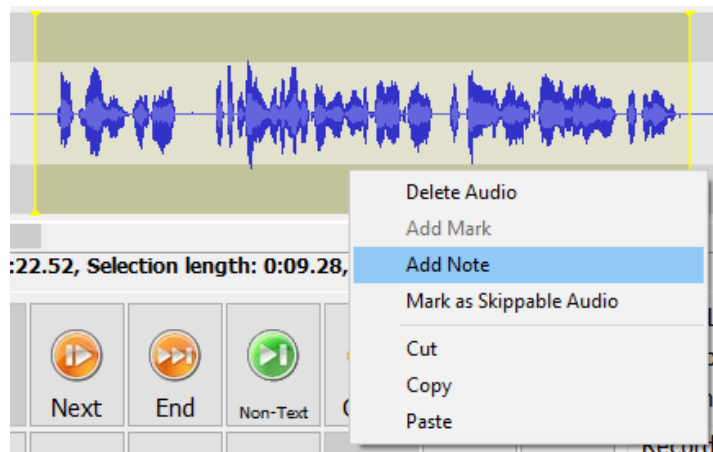 Delete Audio
Add Mark
:22.52, Selection length: 0:09.28,
Add Note
Mark as Skippable Audio
Cut
Copy
Paste
Next
End
Non-Text